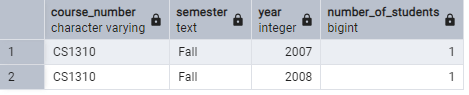 course_number semester year number_of_students
character varying text integer bigint
1 CS1310 Fall 2007 1
2 CS1310 Fall 2008 1